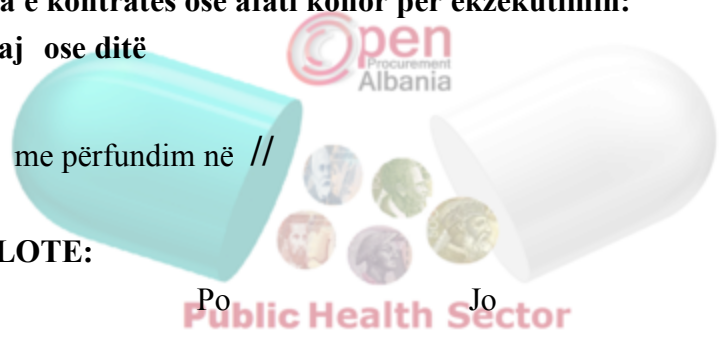 a e kontratës ose afati kohor për ekzekutimin:
aj ose ditë
Open
Procurement
Albania
me përfundim në //
LOTE:
Po Jo
Public Health Sector